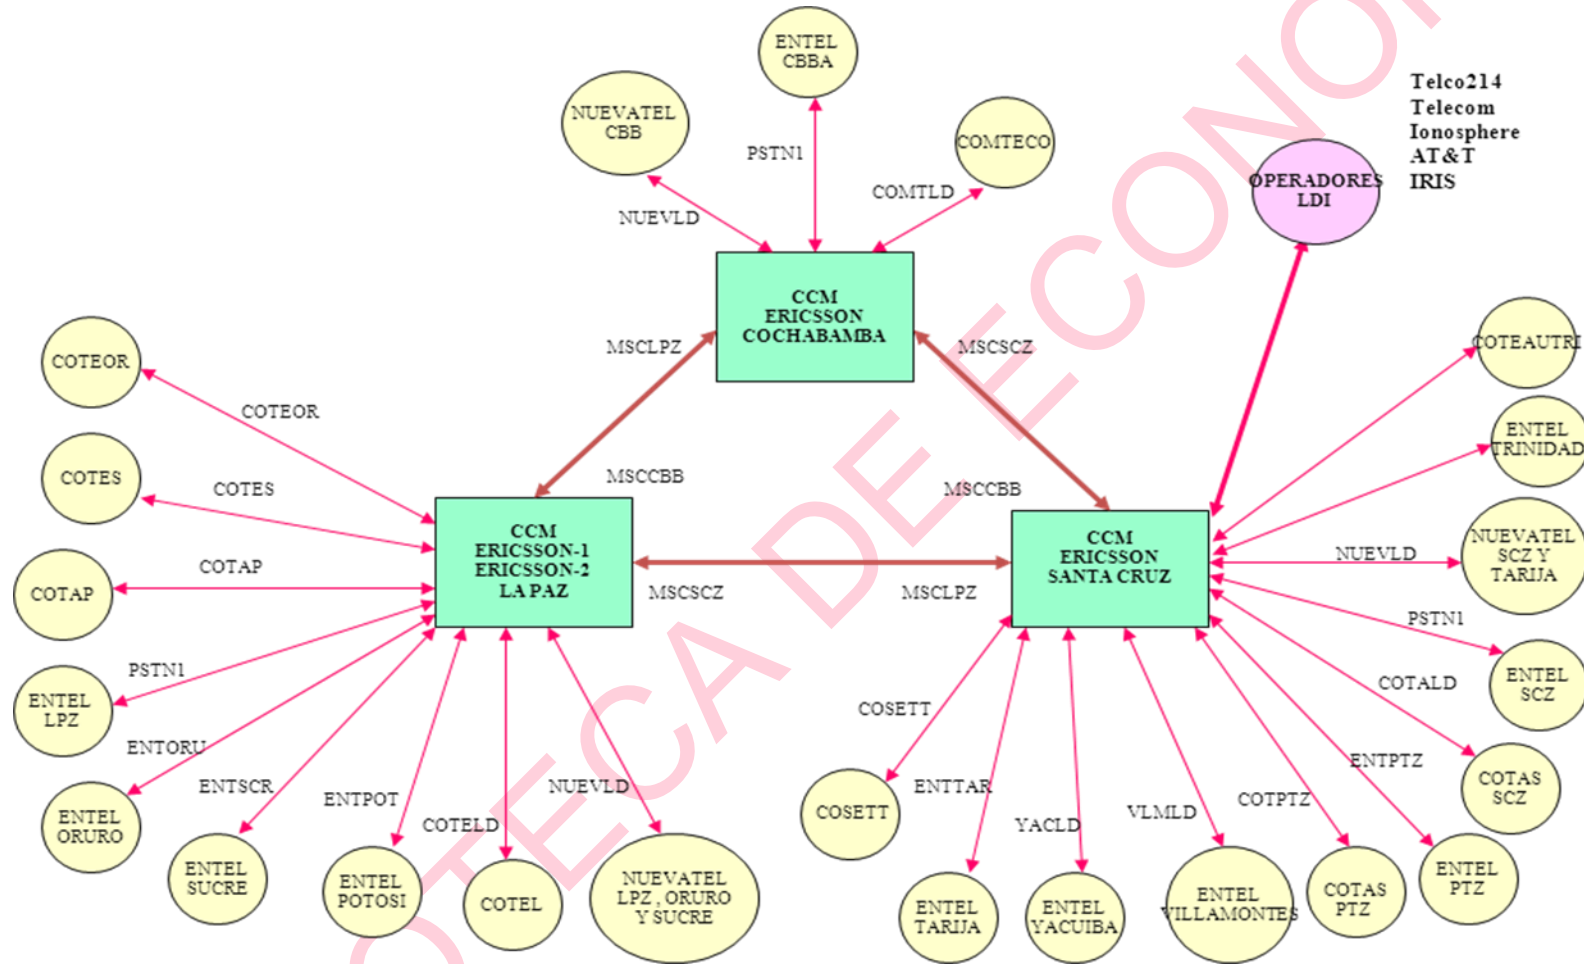 ENTEL
CBBA
NUEVATEL
CBB
PSTN1
COMTECO
NUEVLD
COMTLD
Telco214
Telecom
Ionosphere
AT&T
IRIS
OPERADORES
LDI
CCM
ERICSSON
COCHABAMBA
MSCLPZ
MSCSCZ
COTEOR
COTEOR
COTES
COTES
COTAP
COTAP
MSCCBB
MSCCBB
CCM
ERICSSON-1
ERICSSON-2
LA PAZ
MSCSCZ
MSCLPZ
CCM
ERICSSON
SANTA CRUZ
COTEAUTRI
ENTEL
TRINIDAD
NUEVLD
NUEVATEL
SCZ Y
TARIJA
PSTN1
ENTEL
SCZ
COTALD
COTAS
SCZ
ENTPTZ
ENTEL
PTZ
COTPTZ
COTAS
PTZ
VLMLD
ENTEL
VILLAMONTES
YACLD
ENTEL
YACUIBA
ENTTAR
ENTEL
TARIJA
COSETT
COSETT
PSTN1
ENTEL
LPZ
ENTORU
ENTEL
ORURO
ENTSCR
ENTEL
SUCRE
ENTPOT
ENTEL
POTOSI
COTELD
COTEL
NUEVLD
NUEVATEL
LPZ , ORURO
Y SUCRE
OTECA DE ECONO